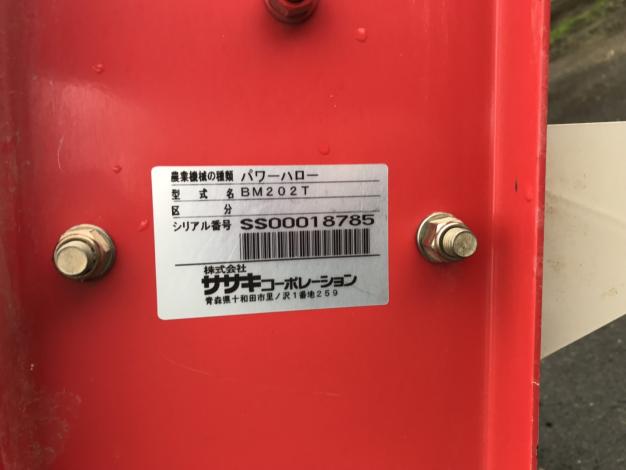 農業機械の種類 パワーハロー
型式名 BM202T
区分
シリアル番号 SS00018785
株式会社
ササキコーポレーション
青森県十和田市里ノ沢1番地259